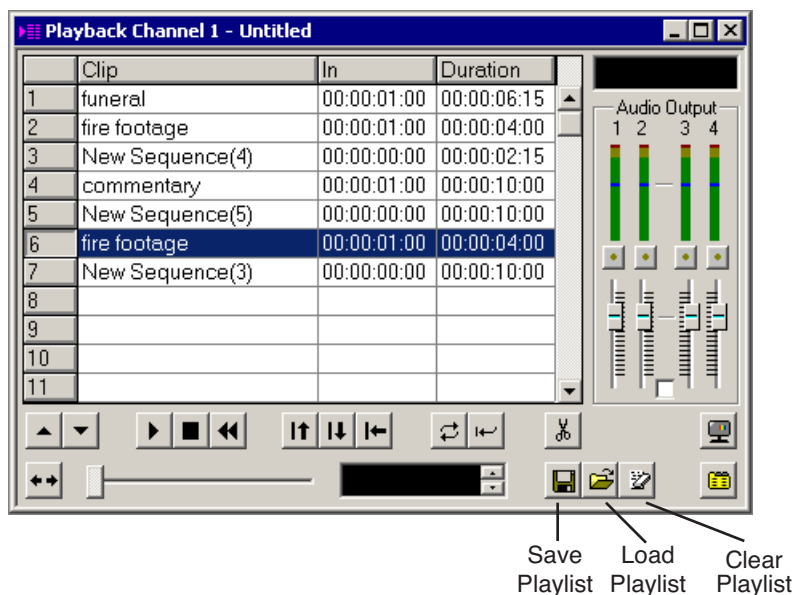 Playback Channel 1 - Untitled
Clip In Duration
1 funeral 00:00:01:00 00:00:06:15
2 fire footage 00:00:01:00 00:00:04:00
3 New Sequence(4) 00:00:00:00 00:00:02:15
4 commentary 00:00:01:00 00:00:10:00
5 New Sequence(5) 00:00:00:00 00:00:10:00
6 fire footage 00:00:01:00 00:00:04:00
7 New Sequence(3) 00:00:00:00 00:00:10:00
8
9
10
11
Audio Output
1 2 3 4
Save Playlist
Load Playlist
Clear Playlist